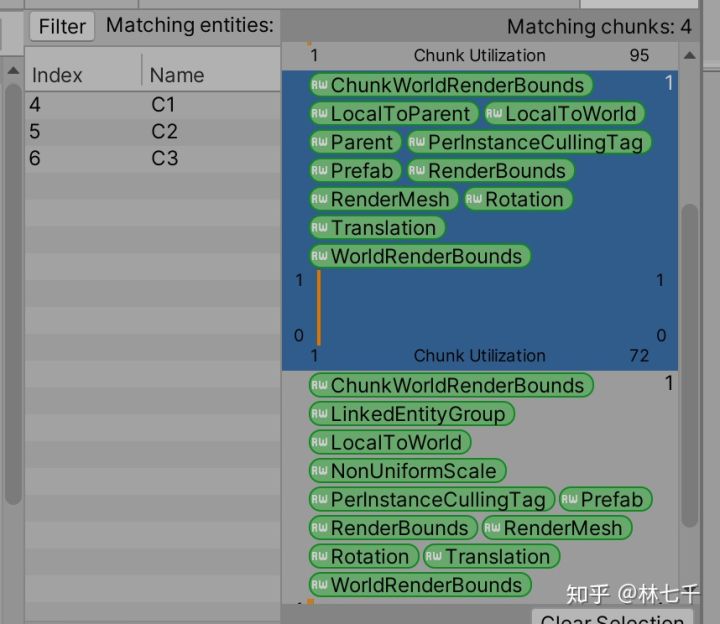 Filter Matching entities:
Matching chunks: 4
Index Name
4 C1
5 C2
6 C3
1 Chunk Utilization 95
RW ChunkWorldRenderBounds 1
RW LocalToParent RW LocalToWorld
RW Parent RW PerInstanceCullingTag
RW Prefab RW RenderBounds
RW RenderMesh RW Rotation
RW Translation
RW WorldRenderBounds
1 1
0 0
1 Chunk Utilization 72
RW ChunkWorldRenderBounds 1
RW LinkedEntityGroup
RW LocalToWorld
RW NonUniformScale
RW PerInstanceCullingTag RW Prefab
RW RenderBounds RW RenderMesh
RW Rotation RW Translation
RW WorldRenderBounds
知乎 @林七千
Clear Selection